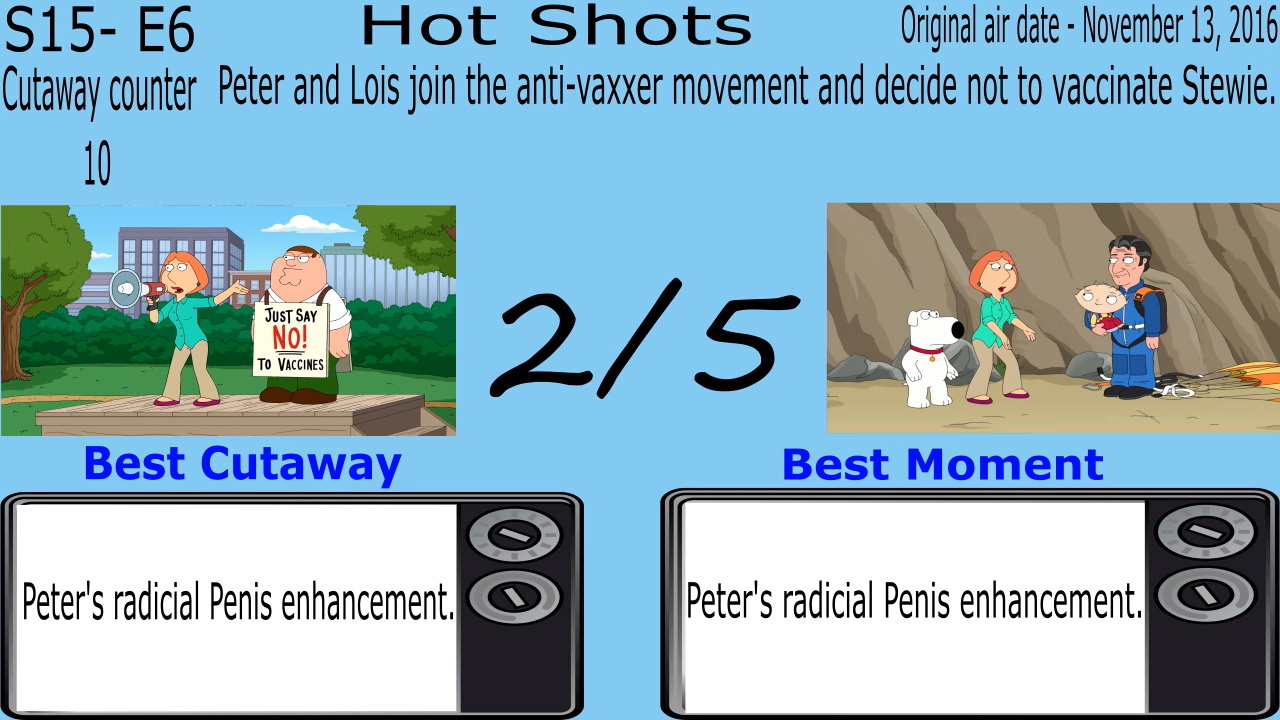 S15- E6
Hot Shots
Original air date - November 13, 2016
Cutaway counter
Peter and Lois join the anti-vaxxer movement and decide not to vaccinate Stewie.
10
JUST SAY
NO!
TO VACCINES
2/5
Best Cutaway
Best Moment
Peter's radicial Penis enhancement.
Peter's radicial Penis enhancement.